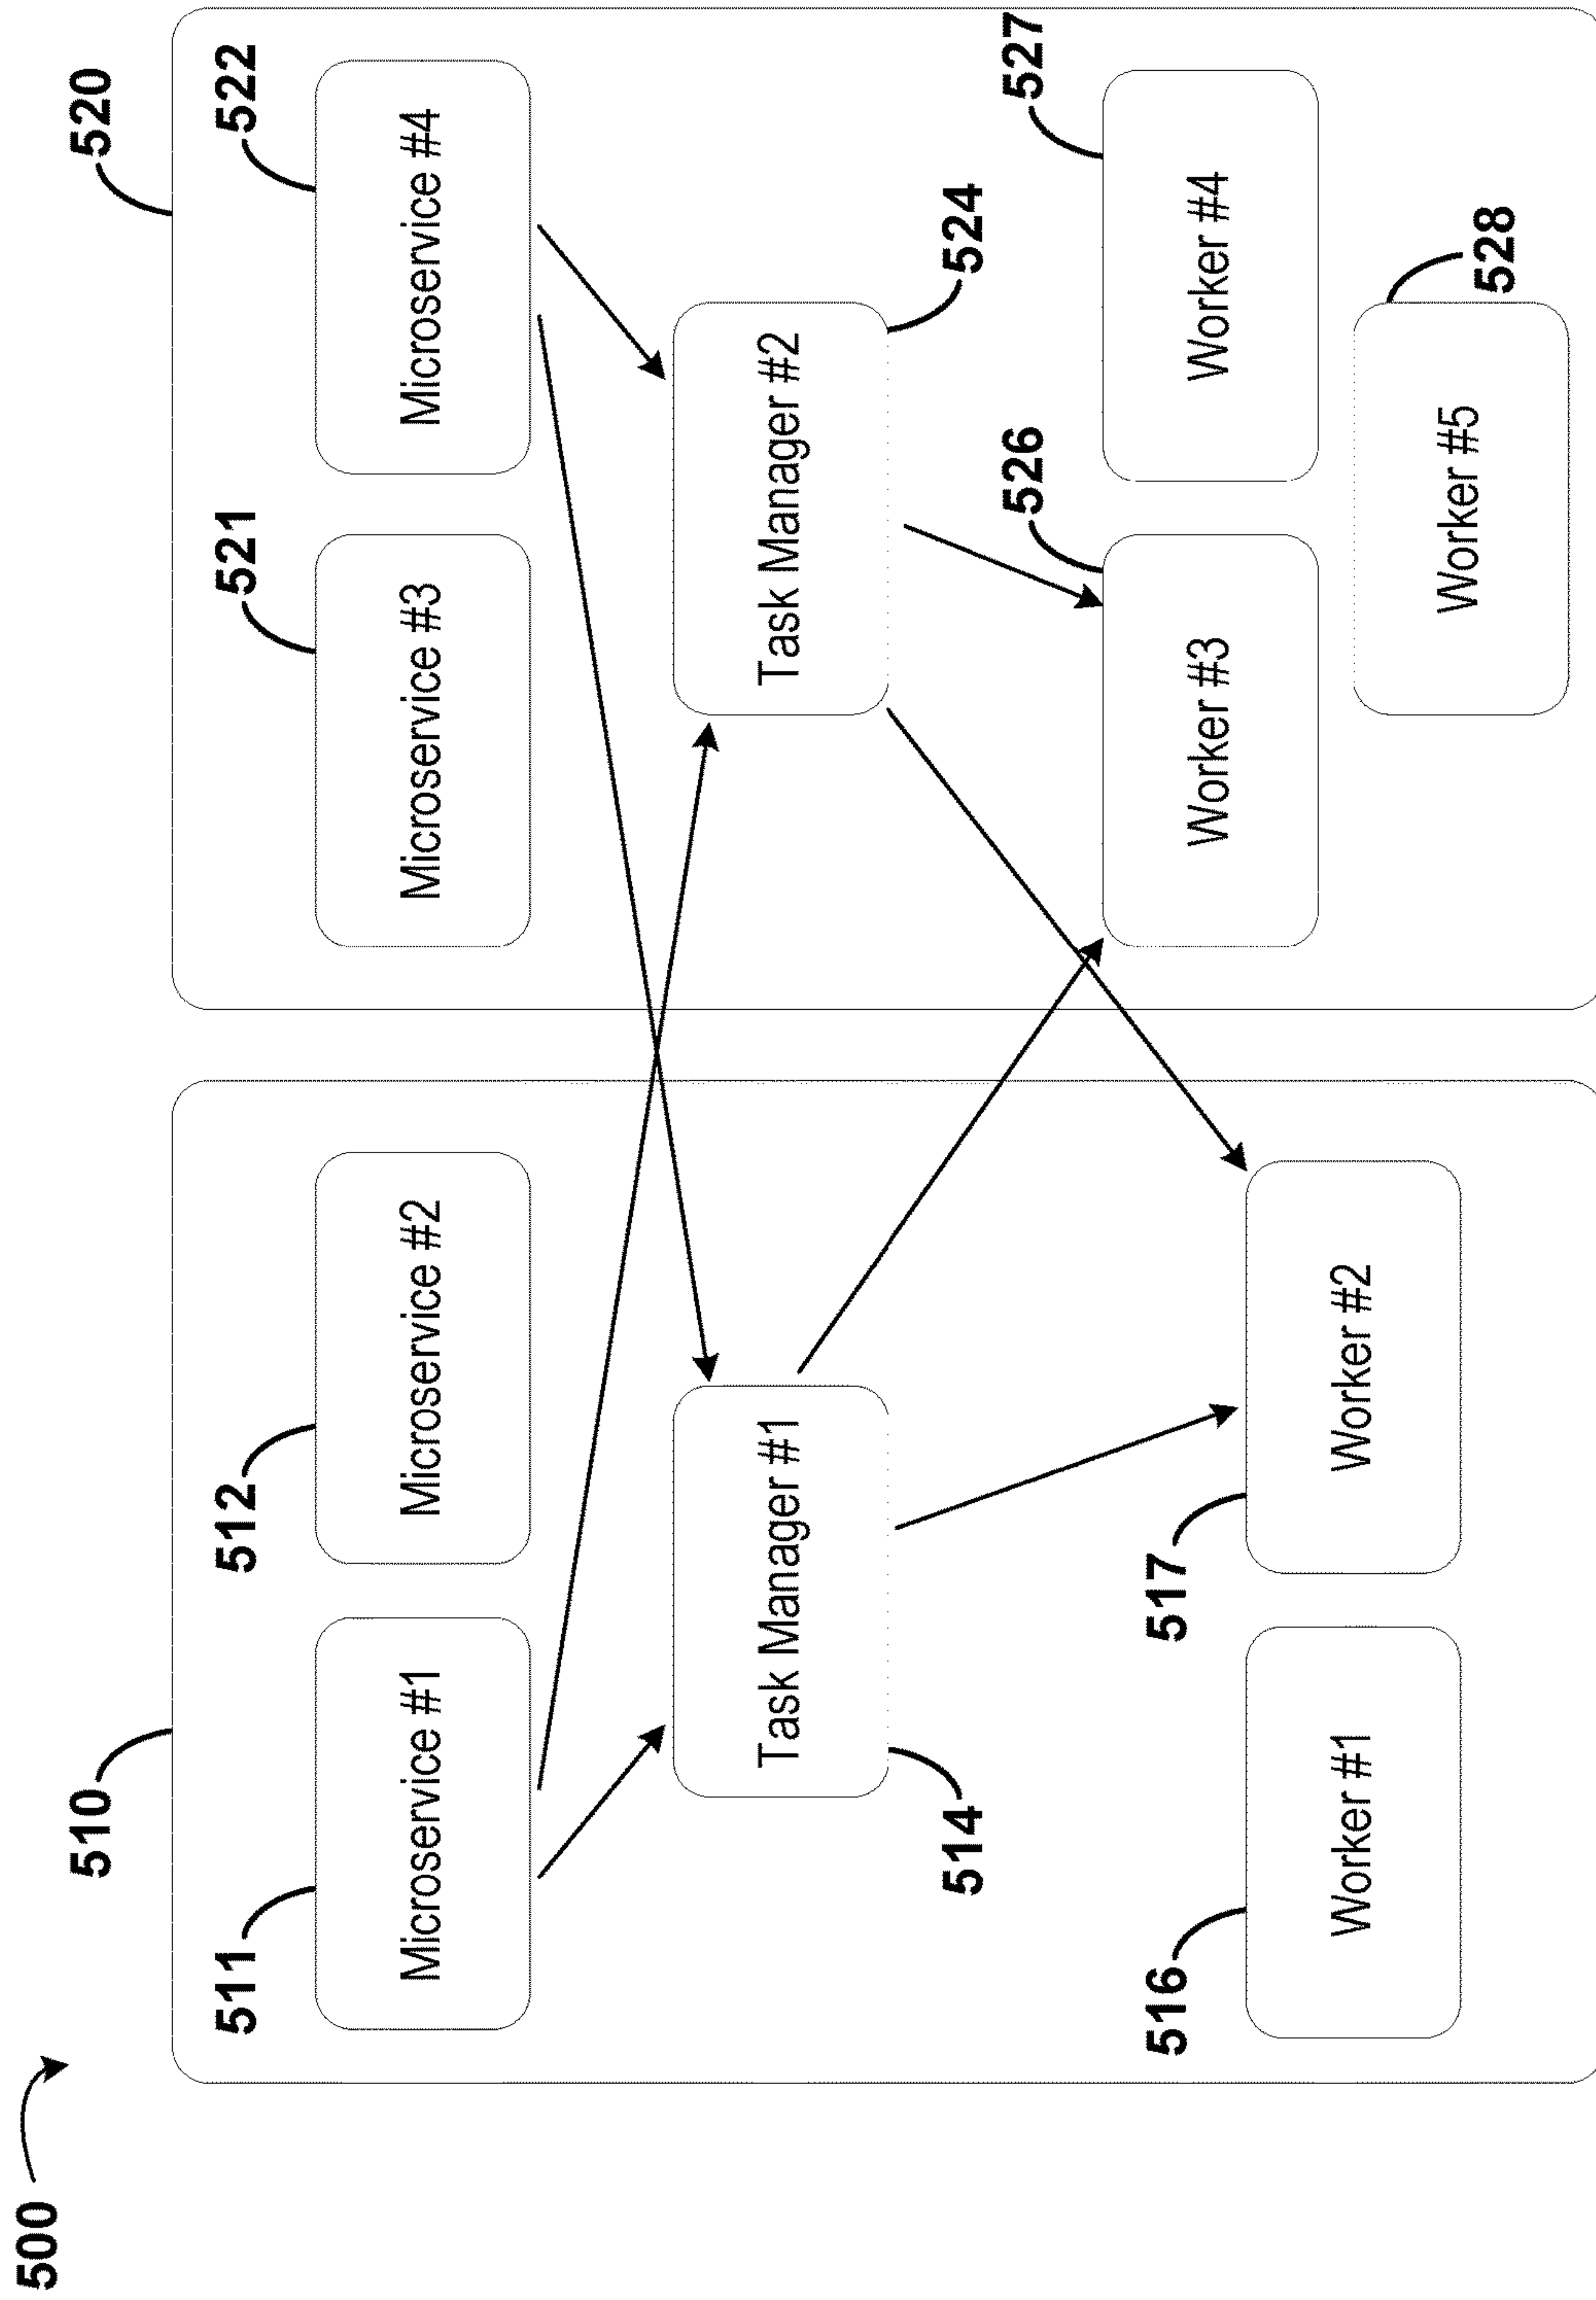 500
510
520
511
512
521
522
Microservice #1
Microservice #2
Microservice #3
Microservice #4
Task Manager #1
Task Manager #2
514
524
517
526
527
516
Worker #3
Worker #4
Worker #1
Worker #2
528
Worker #5